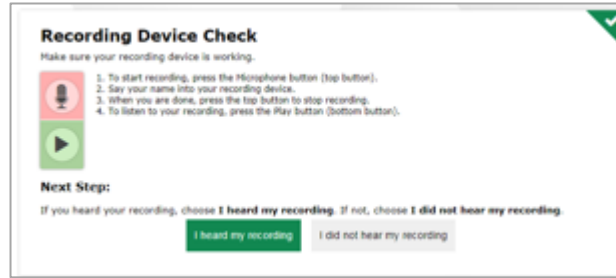 Recording Device Check
Make sure your recording device is working.
1. To start recording, press the Microphone button (top button).
2. Say your name into your recording device.
3. When you are done, press the top button to stop recording.
4. To listen to your recording, press the Play button (bottom button).
Next Step:
If you heard your recording, choose I heard my recording. If not, choose I did not hear my recording.
I heard my recording
I did not hear my recording